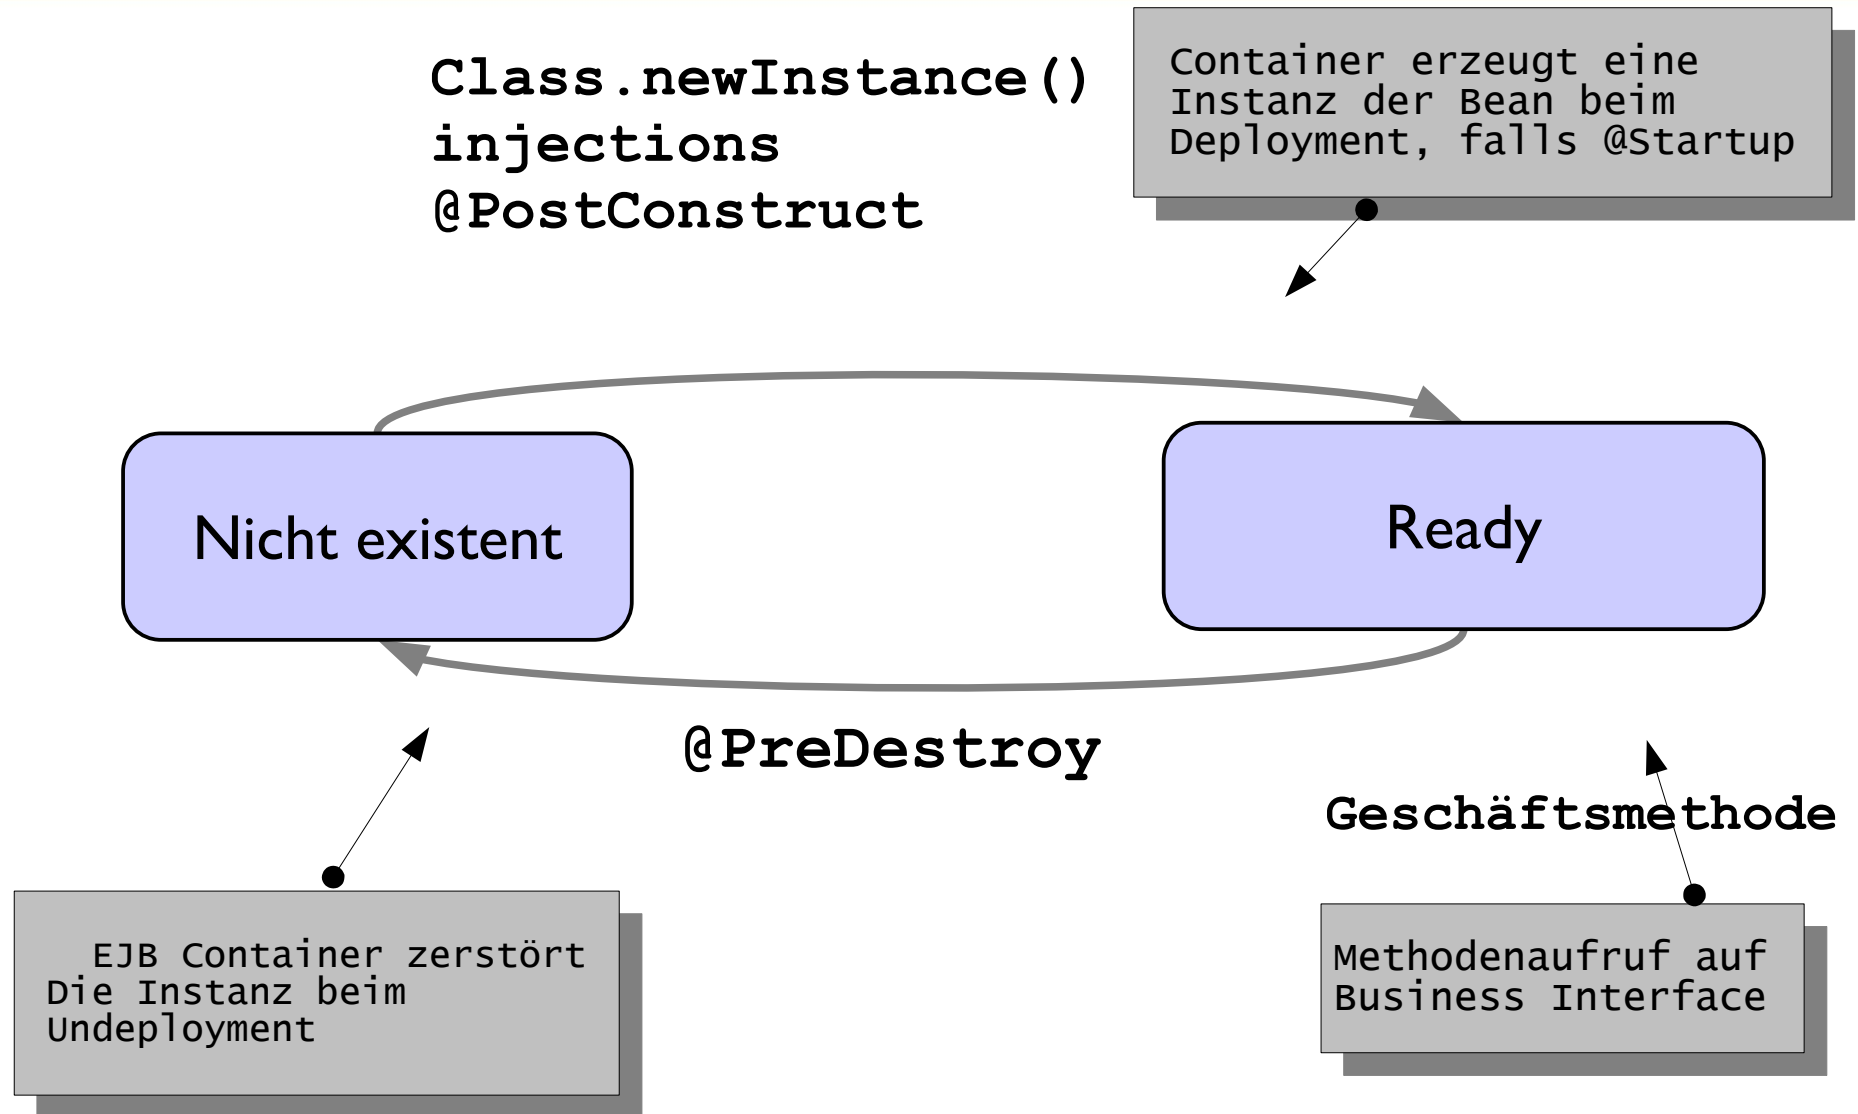 Class.newInstance()
injections
@PostConstruct
Container erzeugt eine
Instanz der Bean beim
Deployment, falls @Startup
Nicht existent
Ready
@PreDestroy
Geschäftsmethode
EJB Container zerstört
Die Instanz beim
Undeployment
Methodenaufruf auf
Business Interface